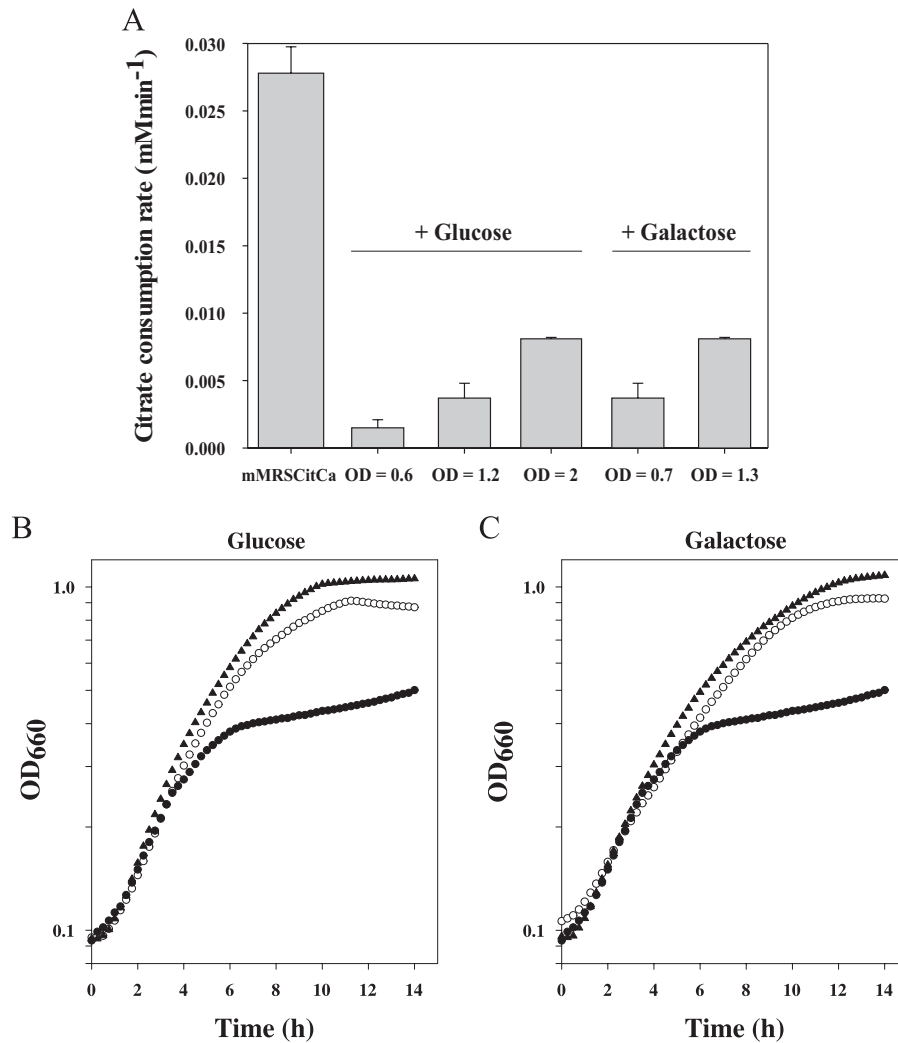 A
Citrate consumption rate (mMmin-1)
0.030
0.025
0.020
0.015
0.010
0.005
0.000
+ Glucose
+ Galactose
mMRSCitCa OD = 0.6 OD = 1.2 OD = 2 OD = 0.7 OD = 1.3
B
Glucose
OD660
1.0
0.1
0 2 4 6 8 10 12 14
Time (h)
C
Galactose
OD660
1.0
0.1
0 2 4 6 8 10 12 14
Time (h)